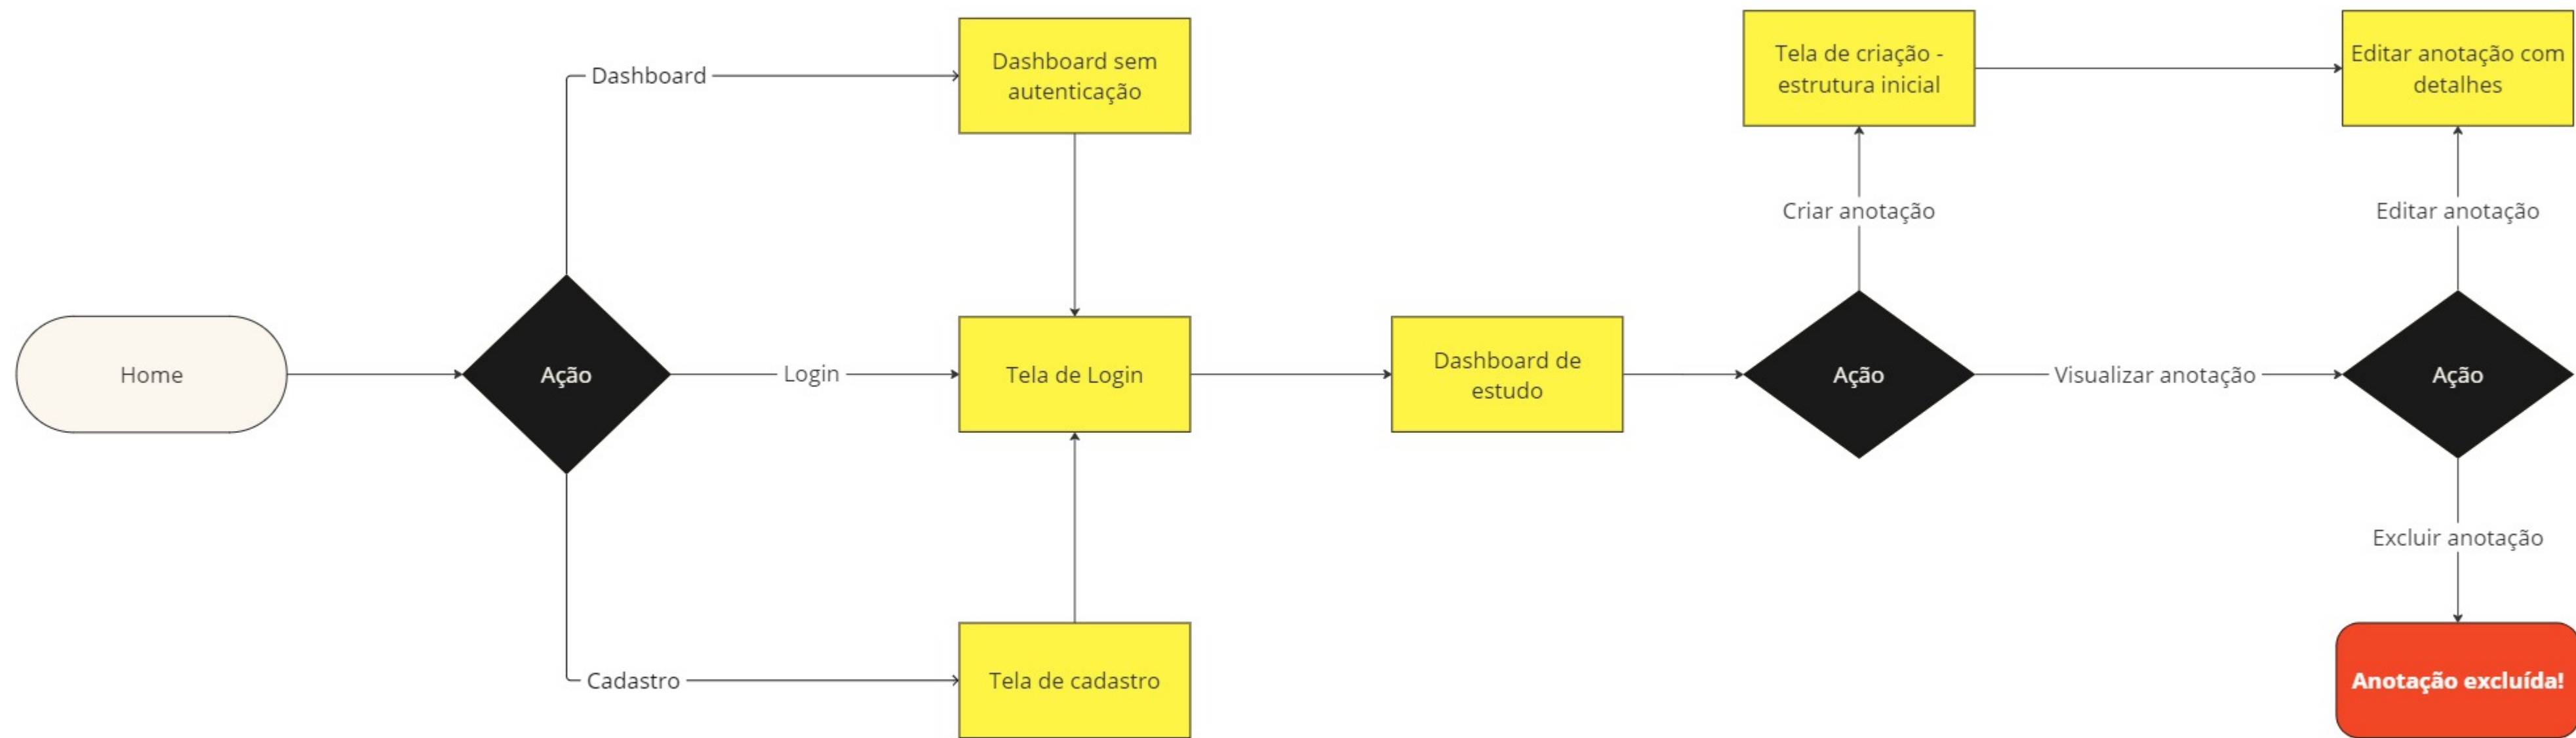 Home
Ação
Dashboard
Login
Cadastro
Dashboard sem
autenticação
Tela de Login
Tela de cadastro
Dashboard de
estudo
Ação
Criar anotação
Tela de criação -
estrutura inicial
Visualizar anotação
Ação
Editar anotação
Editar anotação com
detalhes
Excluir anotação
Anotação excluída!